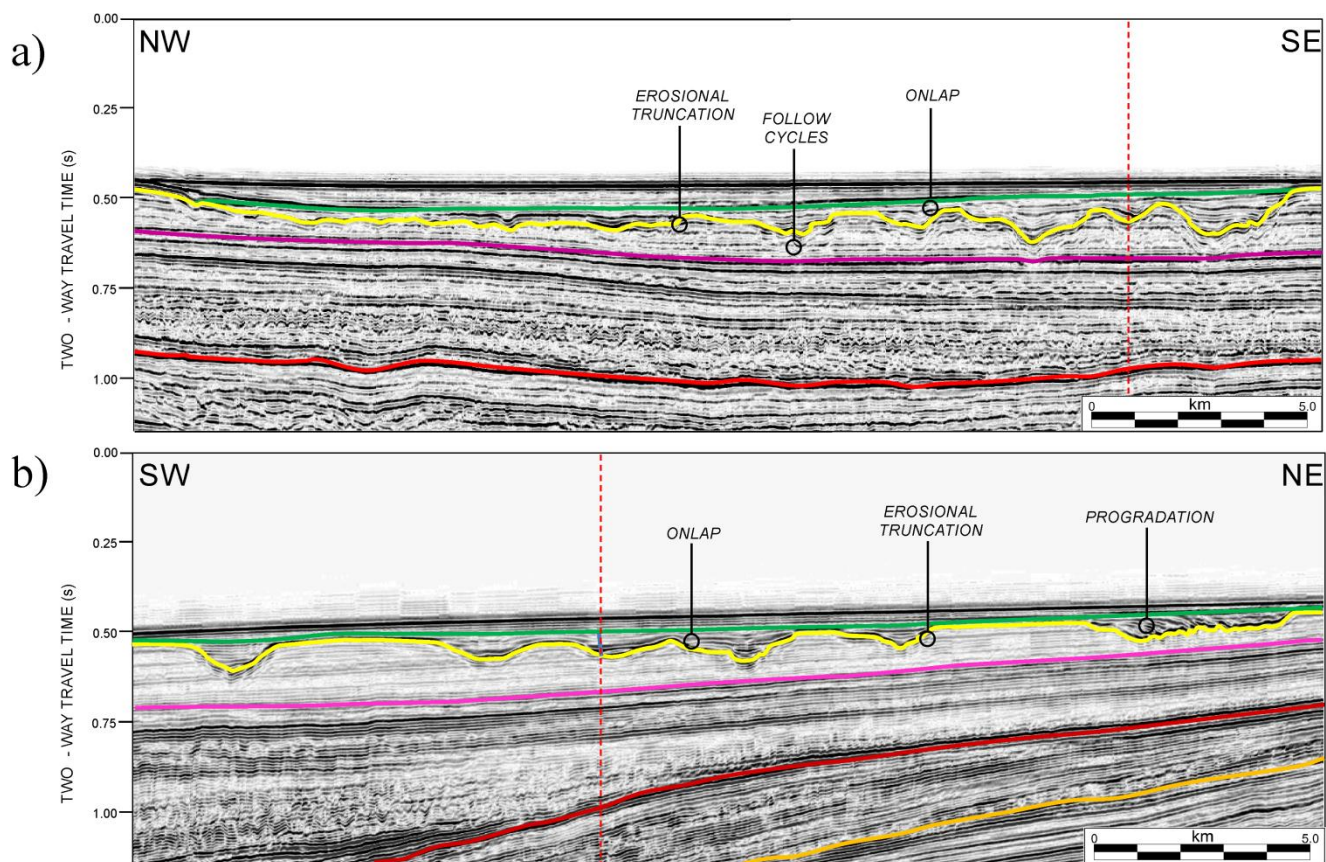 a)
NW
SE
0.00
0.25
0.50
0.75
1.00
TWO - WAY TRAVEL TIME (s)
EROSIONAL
TRUNCATION
FOLLOW
CYCLES
ONLAP
0 km 5.0
b)
SW
NE
0.00
0.25
0.50
0.75
1.00
TWO - WAY TRAVEL TIME (s)
ONLAP
EROSIONAL
TRUNCATION
PROGRADATION
0 km 5.0